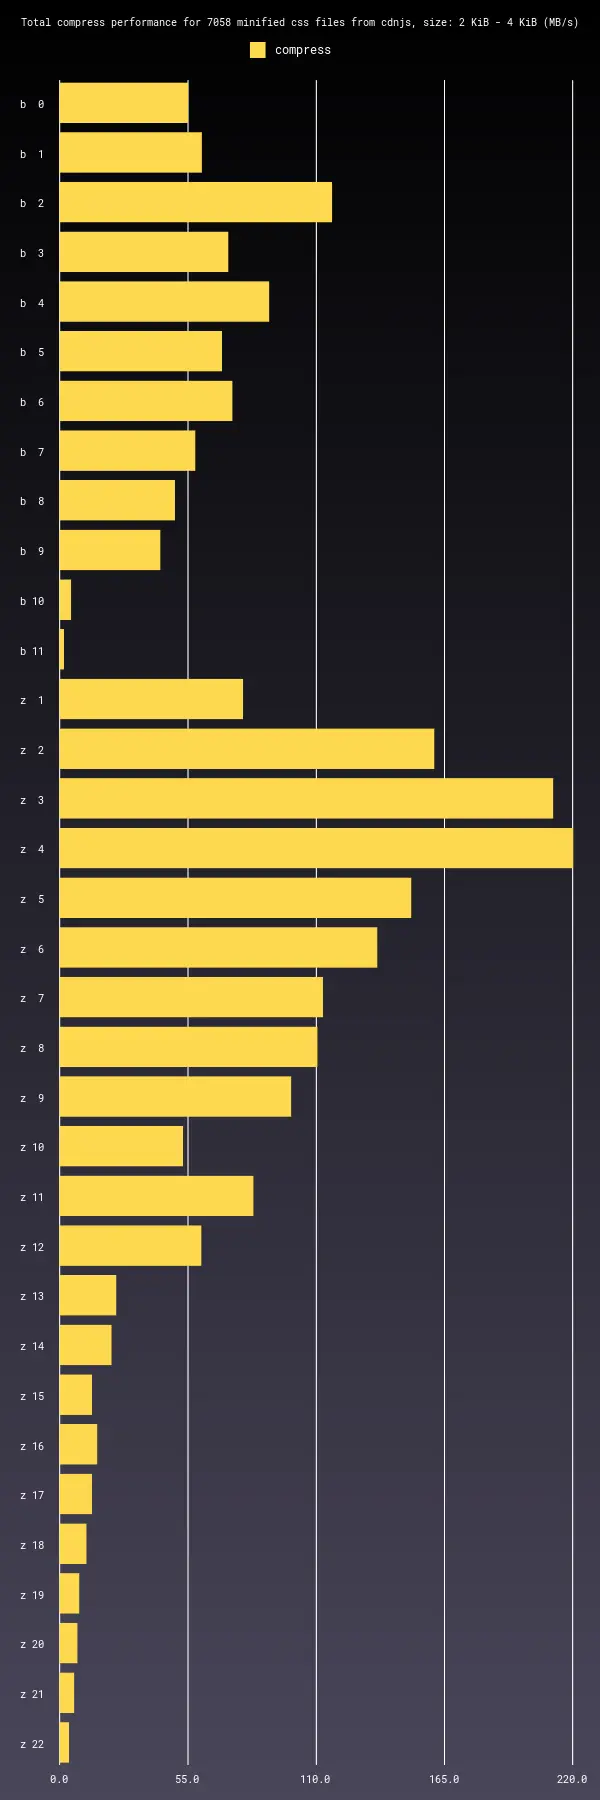 Total compress performance for 7058 minified css files from cdnjs, size: 2 KiB - 4 KiB (MB/s)
compress
b 0
b 1
b 2
b 3
b 4
b 5
b 6
b 7
b 8
b 9
b 10
b 11
z 1
z 2
z 3
z 4
z 5
z 6
z 7
z 8
z 9
z 10
z 11
z 12
z 13
z 14
z 15
z 16
z 17
z 18
z 19
z 20
z 21
z 22
0.0 55.0 110.0 165.0 220.0